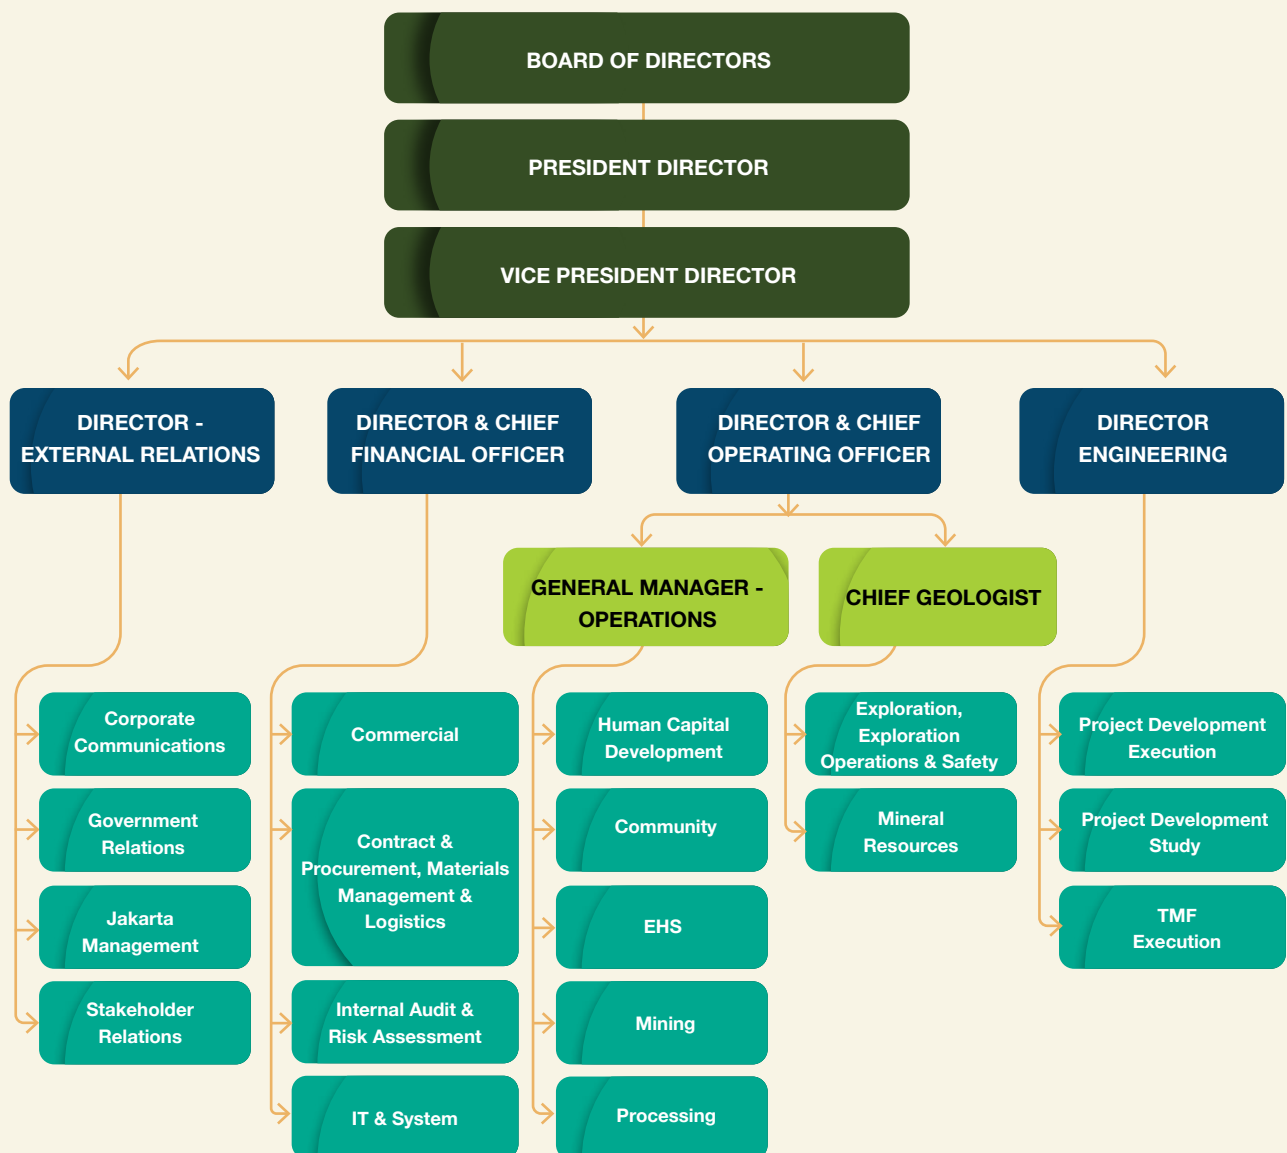 BOARD OF DIRECTORS
PRESIDENT DIRECTOR
VICE PRESIDENT DIRECTOR
DIRECTOR -
EXTERNAL RELATIONS
DIRECTOR & CHIEF
FINANCIAL OFFICER
DIRECTOR & CHIEF
OPERATING OFFICER
DIRECTOR
ENGINEERING
GENERAL MANAGER -
OPERATIONS
CHIEF GEOLOGIST
Corporate
Communications
Government
Relations
Jakarta
Management
Stakeholder
Relations
Commercial
Contract &
Procurement, Materials
Management &
Logistics
Internal Audit &
Risk Assessment
IT & System
Human Capital
Development
Community
EHS
Mining
Processing
Exploration,
Exploration
Operations & Safety
Mineral
Resources
Project Development
Execution
Project Development
Study
TMF
Execution